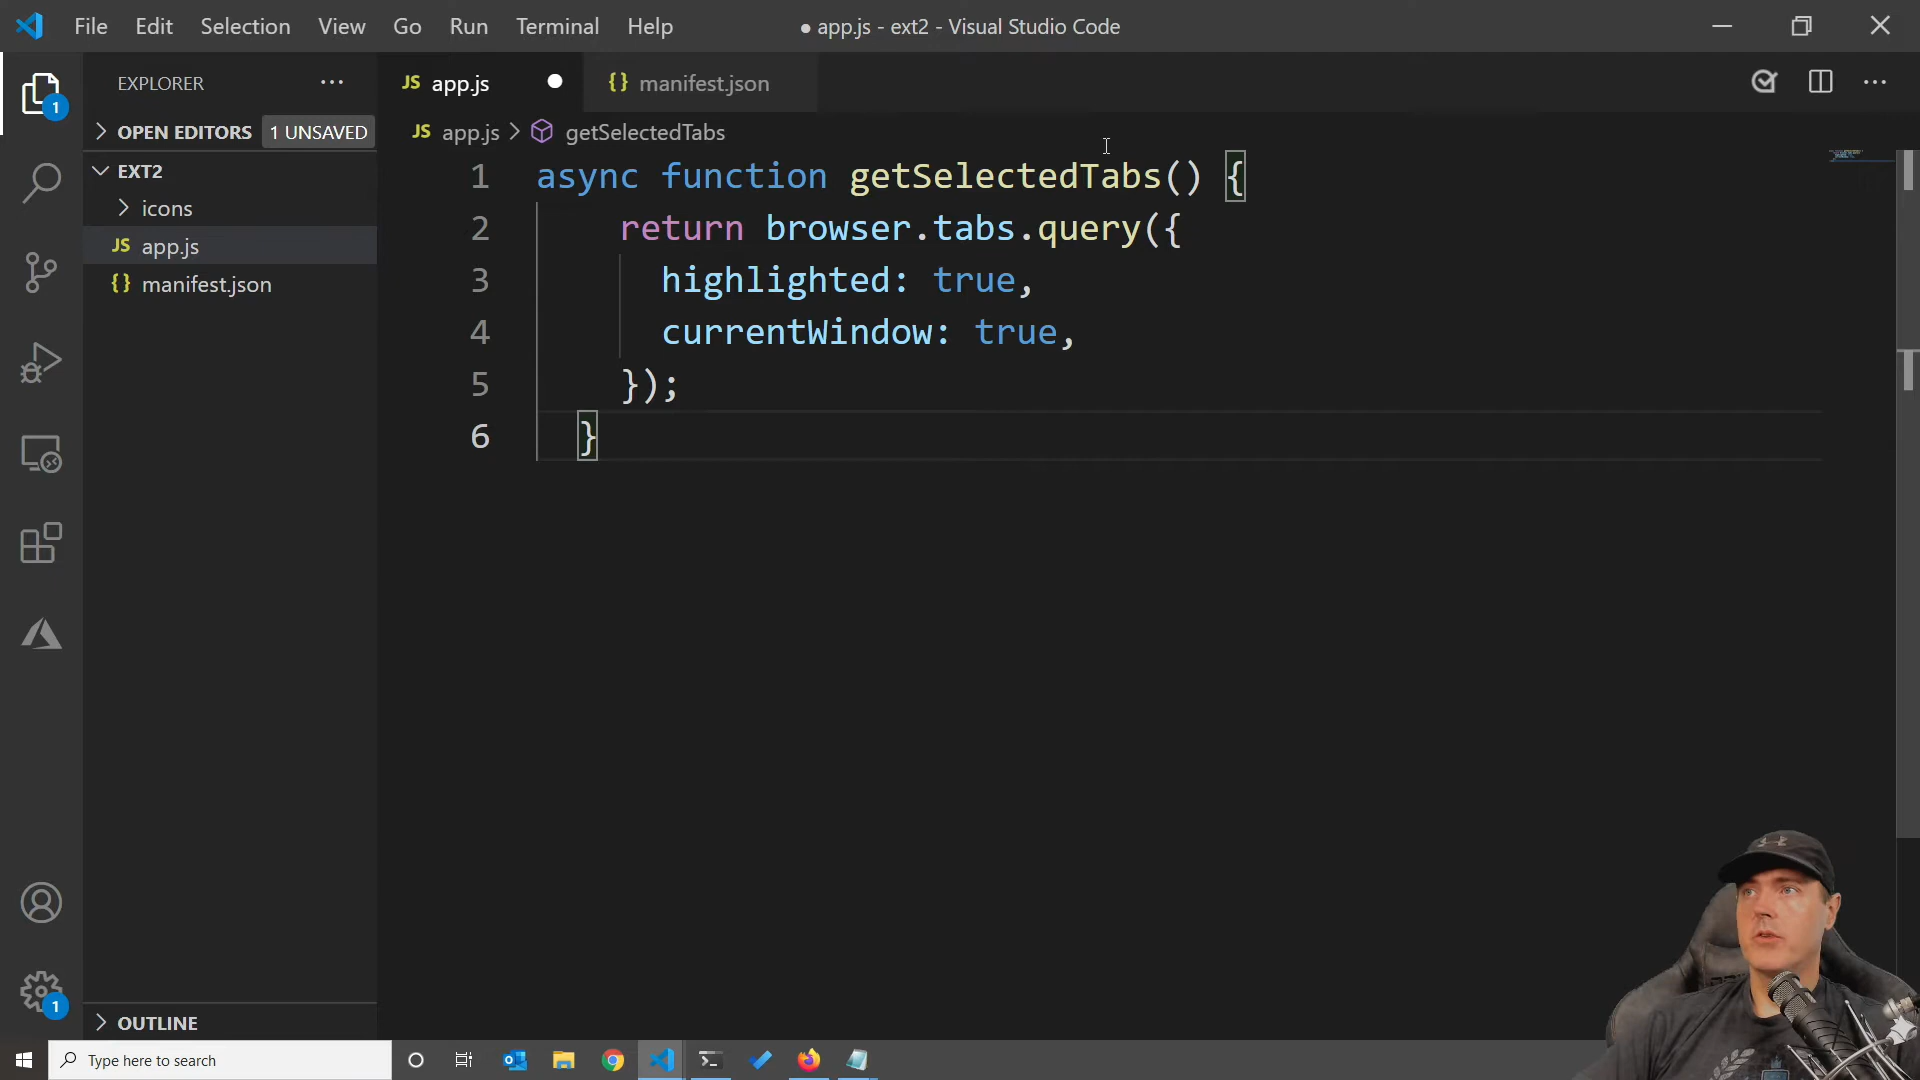 File Edit Selection View Go Run Terminal Help
● app.js - ext2 - Visual Studio Code
EXPLORER
JS app.js
{} manifest.json
OPEN EDITORS 1 UNSAVED
JS app.js > getSelectedTabs
EXT2
icons
JS app.js
{} manifest.json
1 async function getSelectedTabs() {
2 return browser.tabs.query({
3 highlighted: true,
4 currentWindow: true,
5 });
6 }
1
1
OUTLINE
Type here to search